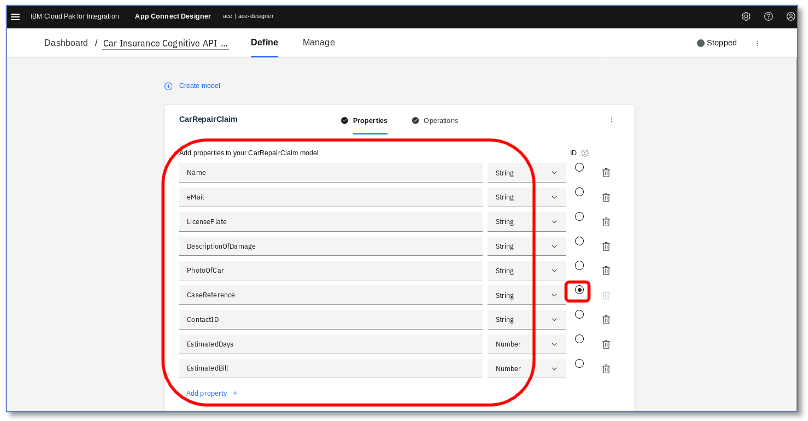 IBM Cloud Pak for Integration App Connect Designer ace | ace-designer
Dashboard / Car Insurance Cognitive API ... Define Manage Stopped
Create model
CarRepairClaim Properties Operations
Add properties to your CarRepairClaim model ID
Name String
eMail String
LicensePlate String
DescriptionOfDamage String
PhotoOfCar String
CaseReference String
ContactID String
EstimatedDays Number
EstimatedBill Number
Add property +